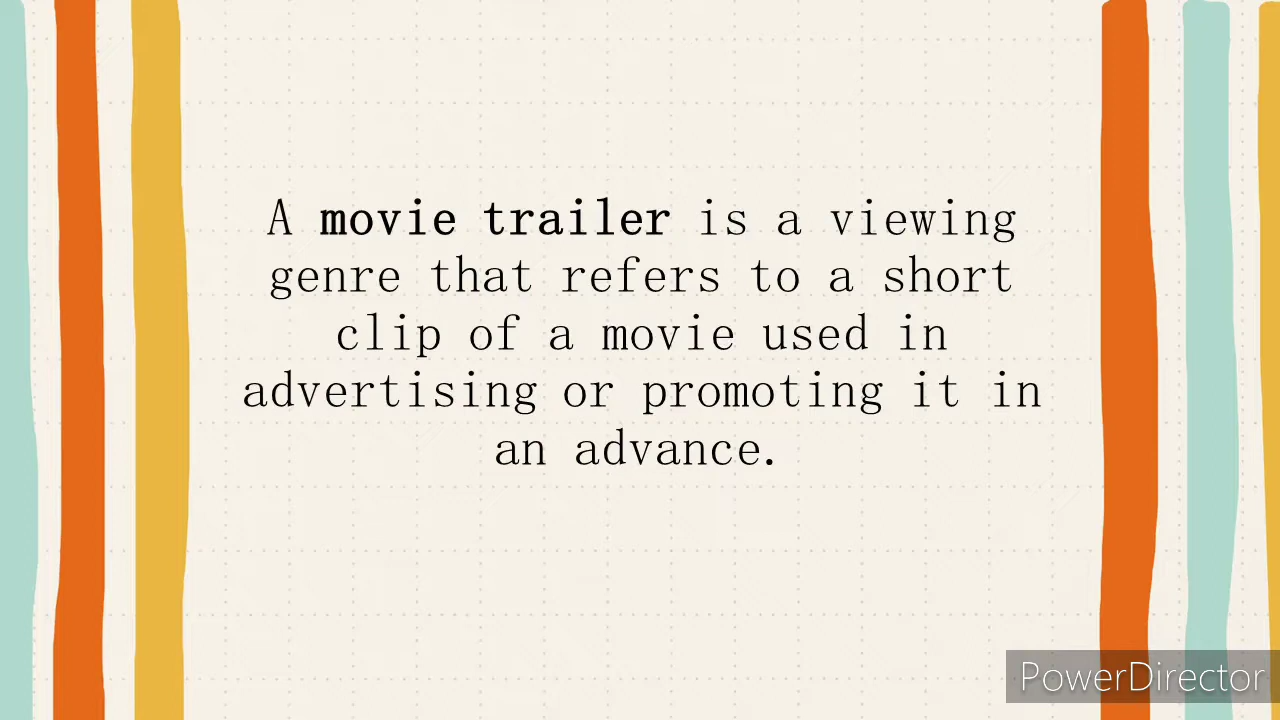 A movie trailer is a viewing
genre that refers to a short
clip of a movie used in
advertising or promoting it in
an advance.
PowerDirector